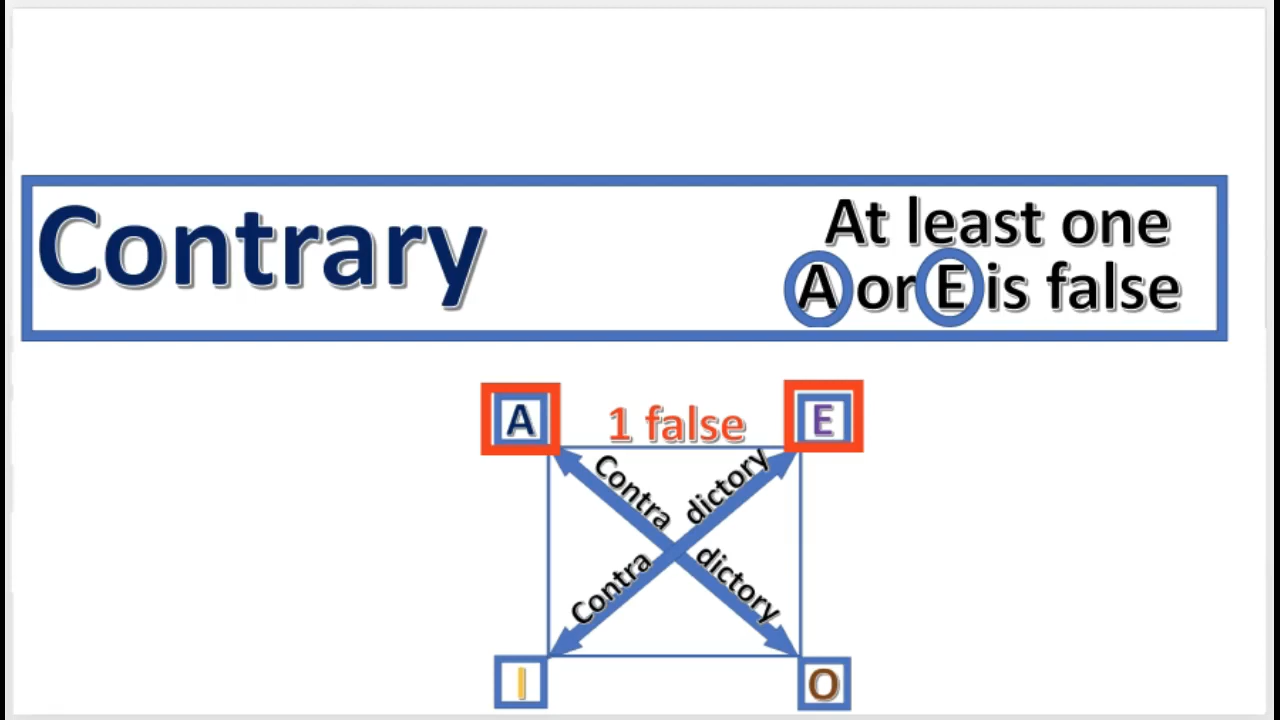 Contrary
At least one
A or E is false
A
1 false
E
Contra
dictory
Contra
dictory
I
O